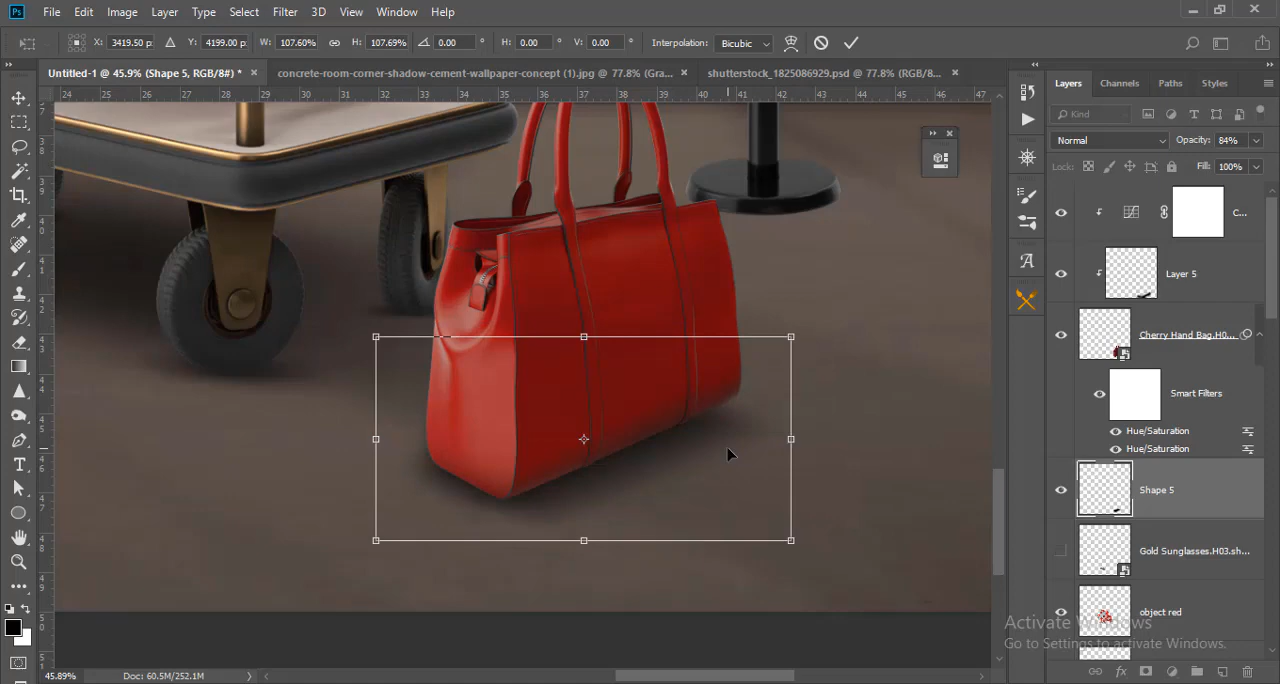 Ps File Edit Image Layer Type Select Filter 3D View Window Help
X: 3419.50 p: Y: 4199.00 p: W: 107.60% H: 107.69% 0.00 ° H: 0.00 ° V: 0.00 ° Interpolation: Bicubic
Untitled-1 @ 45.9% (Shape 5, RGB/8#) * × concrete-room-corner-shadow-cement-wallpaper-concept (1).jpg @ 77.8% (Gra... × shutterstock_1825086929.psd @ 77.8% (RGB/8... ×
24 25 26 27 28 29 30 31 32 33 34 35 36 37 38 39 40 41 42 43 44 45 46 47
Layers Channels Paths Styles
Kind
Normal Opacity: 84%
Lock: Fill: 100%
C...
Layer 5
Cherry Hand Bag.H0...
Smart Filters
Hue/Saturation
Hue/Saturation
Shape 5
Gold Sunglasses.H03.sh...
object red
Activate Windows
Go to Settings to activate Windows.
45.89% Doc: 60.5M/252.1M